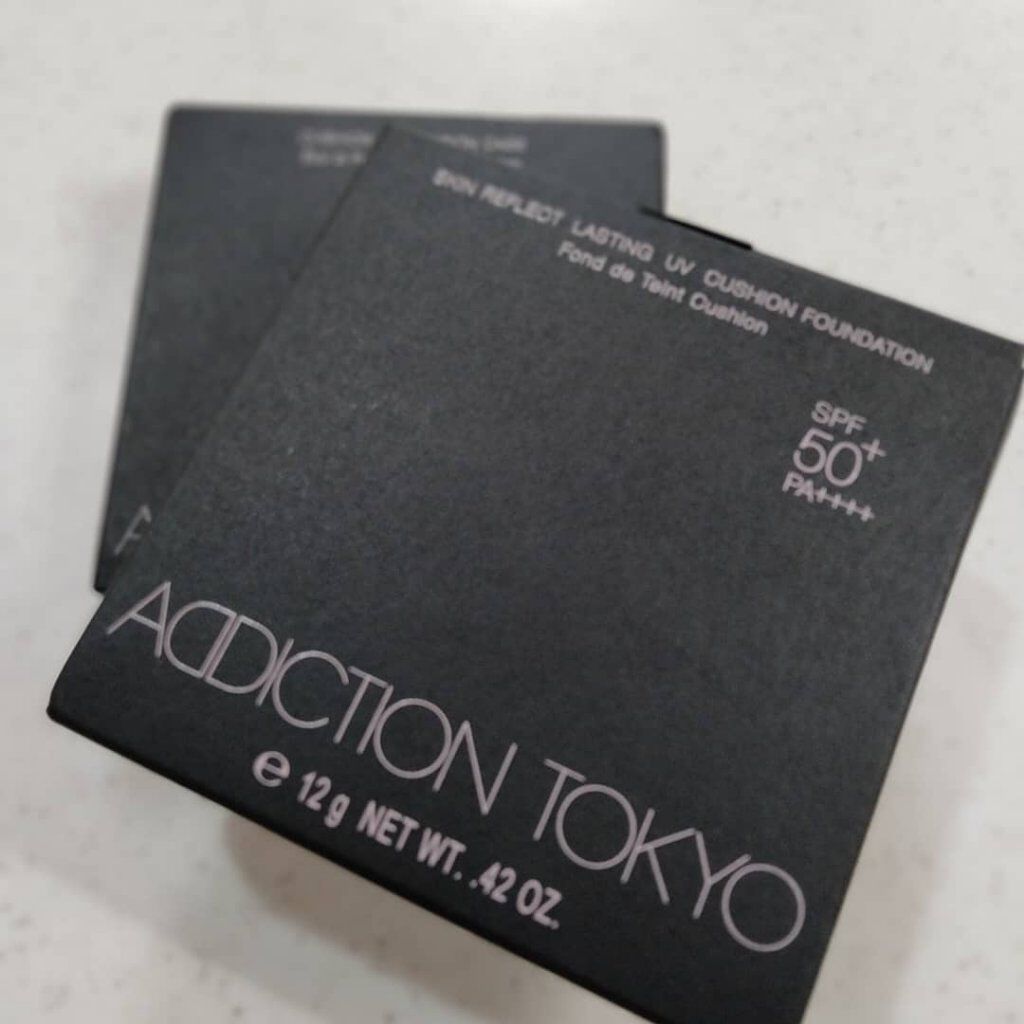 SKIN REFLECT LASTING UV CUSHION FOUNDATION
Fond de Teint Cushion
SPF
50+
PA++++
ADDICTION TOKYO
e 12 g NET WT. .42 OZ.